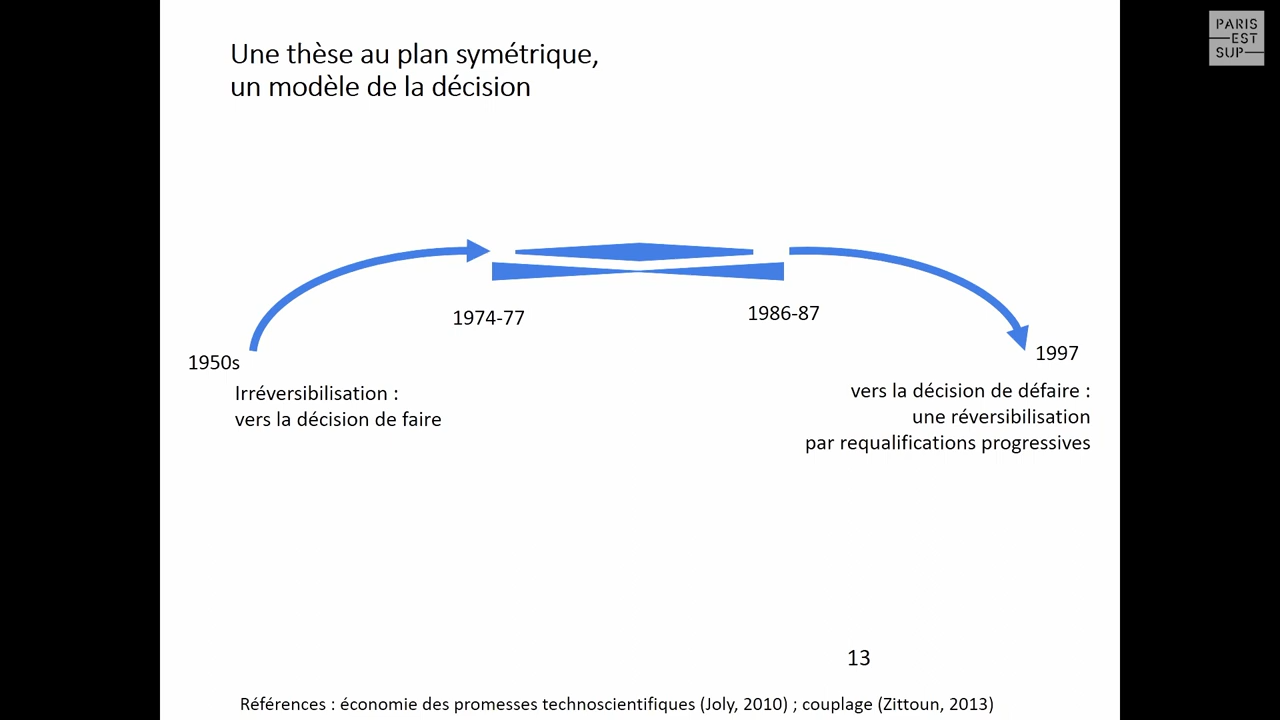 PARIS
EST
SUP
Une thèse au plan symétrique,
un modèle de la décision
1974-77
1986-87
1950s
1997
Irréversibilisation :
vers la décision de faire
vers la décision de défaire :
une réversibilisation
par requalifications progressives
13
Références : économie des promesses technoscientifiques (Joly, 2010) ; couplage (Zittoun, 2013)